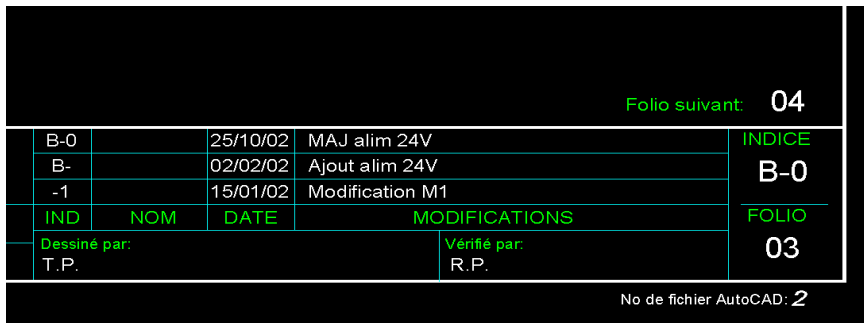 Folio suivant: 04
B-0 25/10/02 MAJ alim 24V
B- 02/02/02 Ajout alim 24V
-1 15/01/02 Modification M1
IND NOM DATE MODIFICATIONS
INDICE
B-0
FOLIO
03
Dessiné par:
T.P.
Vérifié par:
R.P.
No de fichier AutoCAD: 2